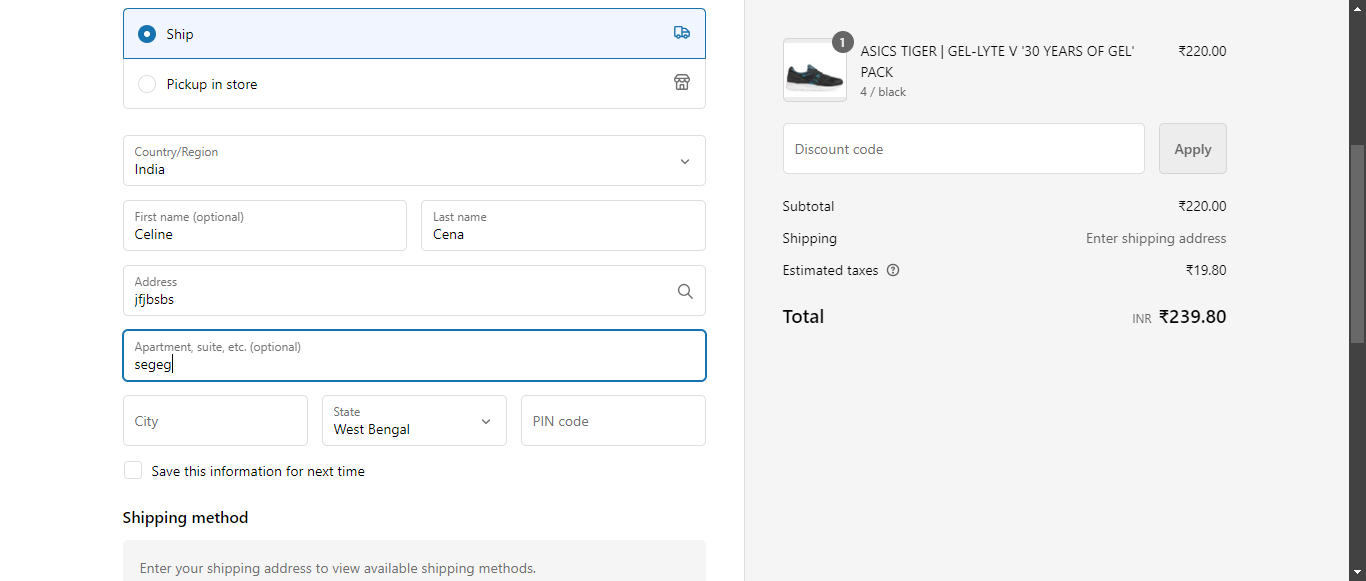 Ship
Pickup in store
Country/Region
India
First name (optional)
Celine
Last name
Cena
Address
jfjbsbs
Apartment, suite, etc. (optional)
segeg
City
State
West Bengal
PIN code
Save this information for next time
Shipping method
Enter your shipping address to view available shipping methods.
1
ASICS TIGER | GEL-LYTE V '30 YEARS OF GEL' ₹220.00
PACK
4 / black
Discount code
Apply
Subtotal ₹220.00
Shipping Enter shipping address
Estimated taxes ? ₹19.80
Total INR ₹239.80